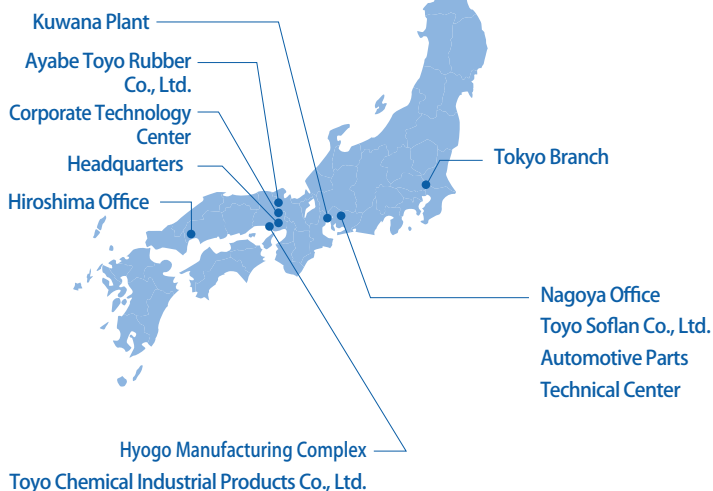 Kuwana Plant
Ayabe Toyo Rubber
Co., Ltd.
Corporate Technology
Center
Headquarters
Hiroshima Office
Tokyo Branch
Nagoya Office
Toyo Soflan Co., Ltd.
Automotive Parts
Technical Center
Hyogo Manufacturing Complex
Toyo Chemical Industrial Products Co., Ltd.